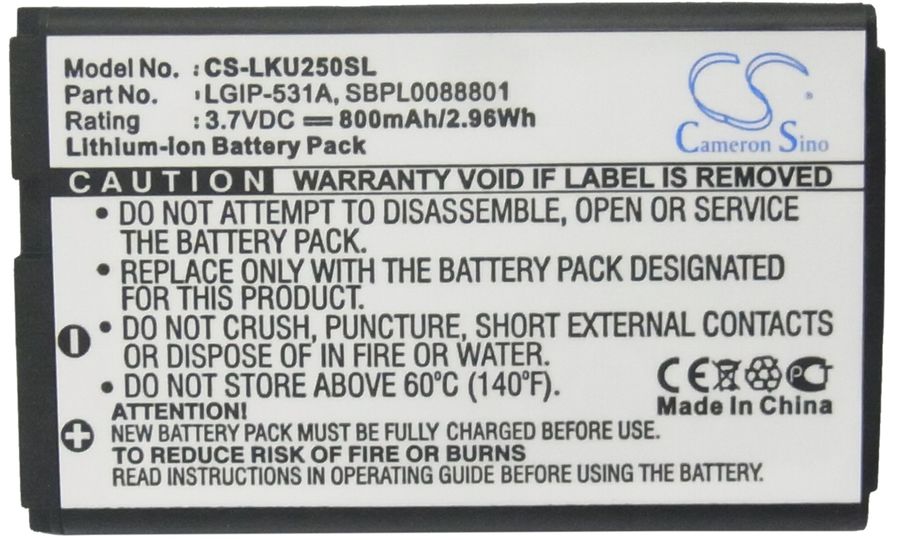 Model No. : CS-LKU250SL
Part No. : LGIP-531A, SBPL0088801
Rating : 3.7VDC ⎓ 800mAh/2.96Wh
Lithium-Ion Battery Pack
CS
Cameron Sino
CAUTION WARRANTY VOID IF LABEL IS REMOVED
• DO NOT ATTEMPT TO DISASSEMBLE, OPEN OR SERVICE
THE BATTERY PACK.
• REPLACE ONLY WITH THE BATTERY PACK DESIGNATED
FOR THIS PRODUCT.
• DO NOT CRUSH, PUNCTURE, SHORT EXTERNAL CONTACTS
OR DISPOSE OF IN FIRE OR WATER.
• DO NOT STORE ABOVE 60°C (140°F).
CE PCT
Made In China
ATTENTION!
NEW BATTERY PACK MUST BE FULLY CHARGED BEFORE USE.
TO REDUCE RISK OF FIRE OR BURNS
READ INSTRUCTIONS IN OPERATING GUIDE BEFORE USING THE BATTERY.